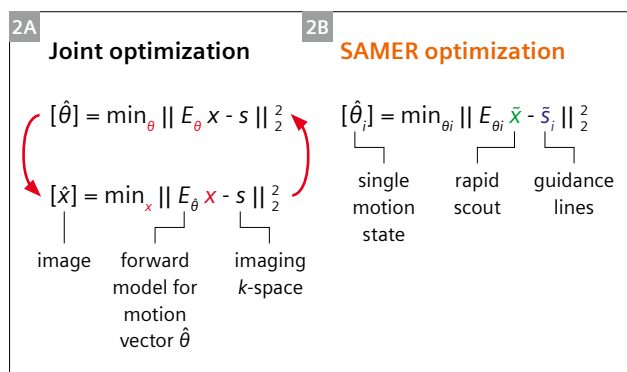 2A
Joint optimization
[θ̂] = min_θ || E_θ x - s || ²₂
[x̂] = min_x || E_θ̂ x - s || ²₂
image
forward
model for
motion
vector θ̂
imaging
k-space
2B
SAMER optimization
[θ̂_i] = min_θi || E_θi x̃ - s̃_i || ²₂
single
motion
state
rapid
scout
guidance
lines